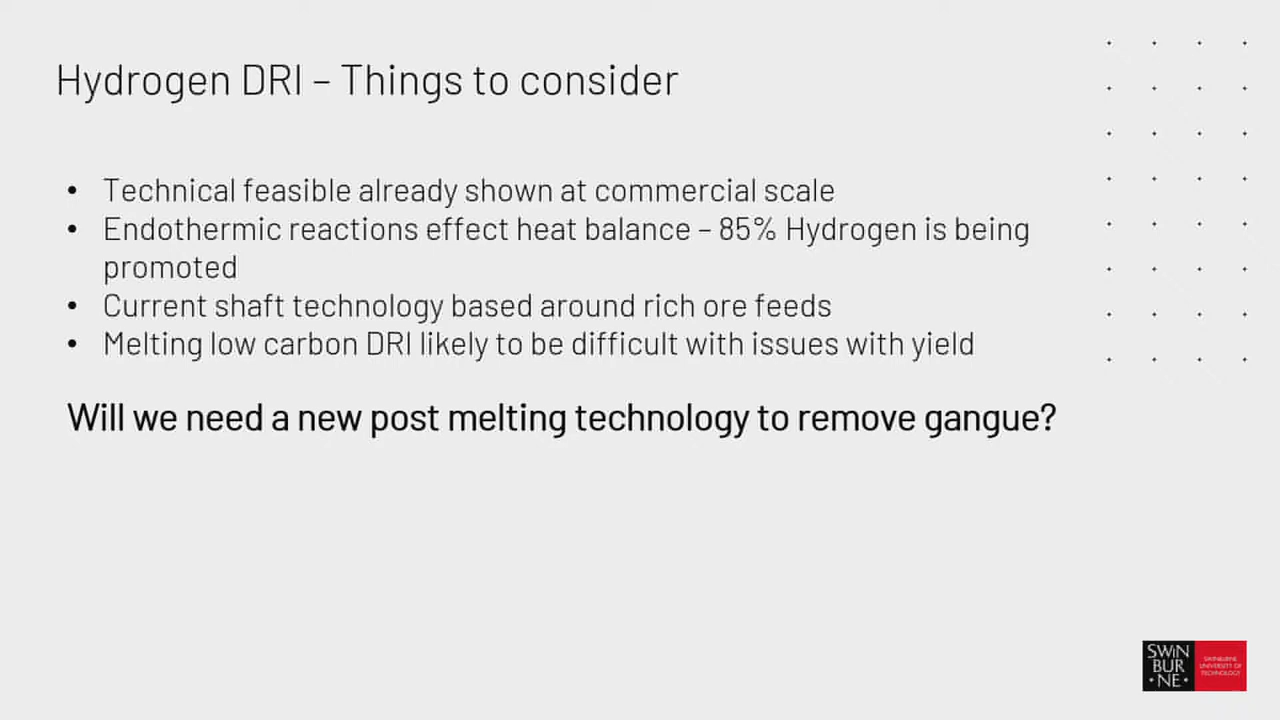 Hydrogen DRI – Things to consider
• Technical feasible already shown at commercial scale
• Endothermic reactions effect heat balance – 85% Hydrogen is being
promoted
• Current shaft technology based around rich ore feeds
• Melting low carbon DRI likely to be difficult with issues with yield
Will we need a new post melting technology to remove gangue?
SWIN
BUR
• NE •
SWINBURNE
UNIVERSITY OF
TECHNOLOGY